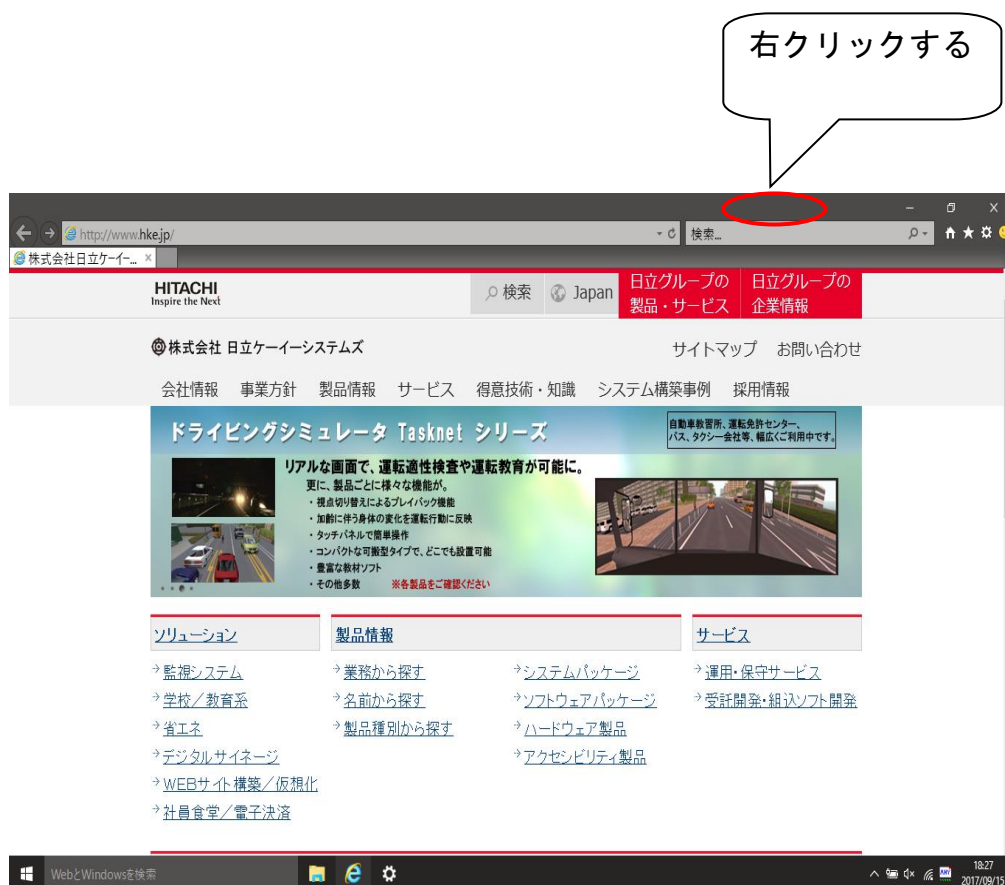 右クリックする
http://www.hke.jp/
検索...
株式会社日立ケーイー...
HITACHI
Inspire the Next
検索
Japan
日立グループの
製品・サービス
日立グループの
企業情報
株式会社 日立ケーイーシステムズ
サイトマップ お問い合わせ
会社情報 事業方針 製品情報 サービス 得意技術・知識 システム構築事例 採用情報
ドライビングシミュレータ Tasknet シリーズ
自動車教習所、運転免許センター、
バス、タクシー会社等、幅広くご利用中です。
リアルな画面で、運転適性検査や運転教育が可能に。
更に、製品ごとに様々な機能が。
・視点切り替えによるプレイバック機能
・加齢に伴う身体の変化を運転行動に反映
・タッチパネルで簡単操作
・コンパクトな可搬型タイプで、どこでも設置可能
・豊富な教材ソフト
・その他多数 ※各製品をご確認ください
ソリューション
監視システム
学校／教育系
省エネ
デジタルサイネージ
WEBサイト構築／仮想化
社員食堂／電子決済
製品情報
業務から探す
名前から探す
製品種別から探す
システムパッケージ
ソフトウェアパッケージ
ハードウェア製品
アクセシビリティ製品
サービス
運用・保守サービス
受託開発・組込ソフト開発
WebとWindowsを検索
18:27
2017/09/15